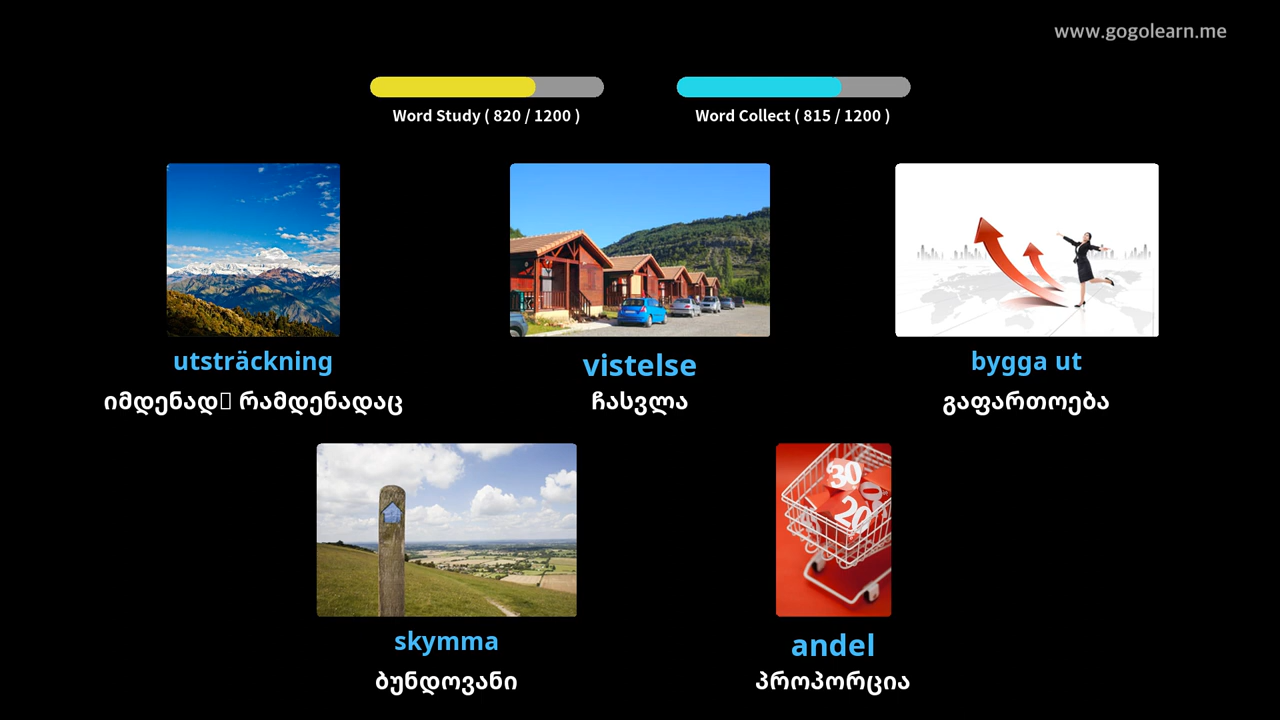 www.gogolearn.me
Word Study ( 820 / 1200 )
Word Collect ( 815 / 1200 )
utsträckning
იმდენად რამდენადაც
vistelse
ჩასვლა
bygga ut
გაფართოება
30
20
skymma
ბუნდოვანი
andel
პროპორცია